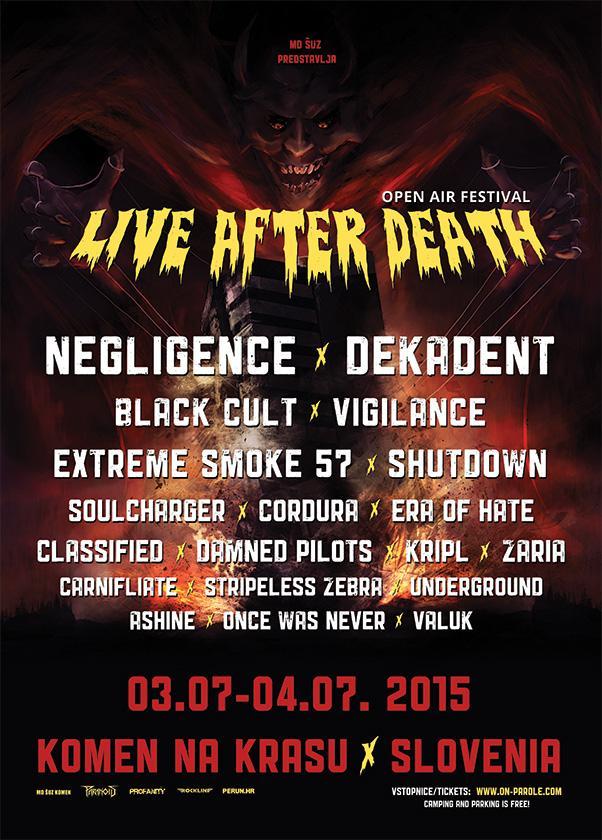 MD ŠUZ
PREDSTAVLJA
OPEN AIR FESTIVAL
LIVE AFTER DEATH
NEGLIGENCE x DEKADENT
BLACK CULT x VIGILANCE
EXTREME SMOKE 57 x SHUTDOWN
SOULCHARGER x CORDURA x ERA OF HATE
CLASSIFIED x DAMNED PILOTS x KRIPL x ZARIA
CARNIFLIATE x STRIPELESS ZEBRA x UNDERGROUND
ASHINE x ONCE WAS NEVER x VALUK
03.07-04.07. 2015
KOMEN NA KRASU x SLOVENIA
MD ŠUZ KOMEN PARANOID PROFANITY ROCKLINE PERUN.HR
VSTOPNICE/TICKETS: WWW.ON-PAROLE.COM
CAMPING AND PARKING IS FREE!